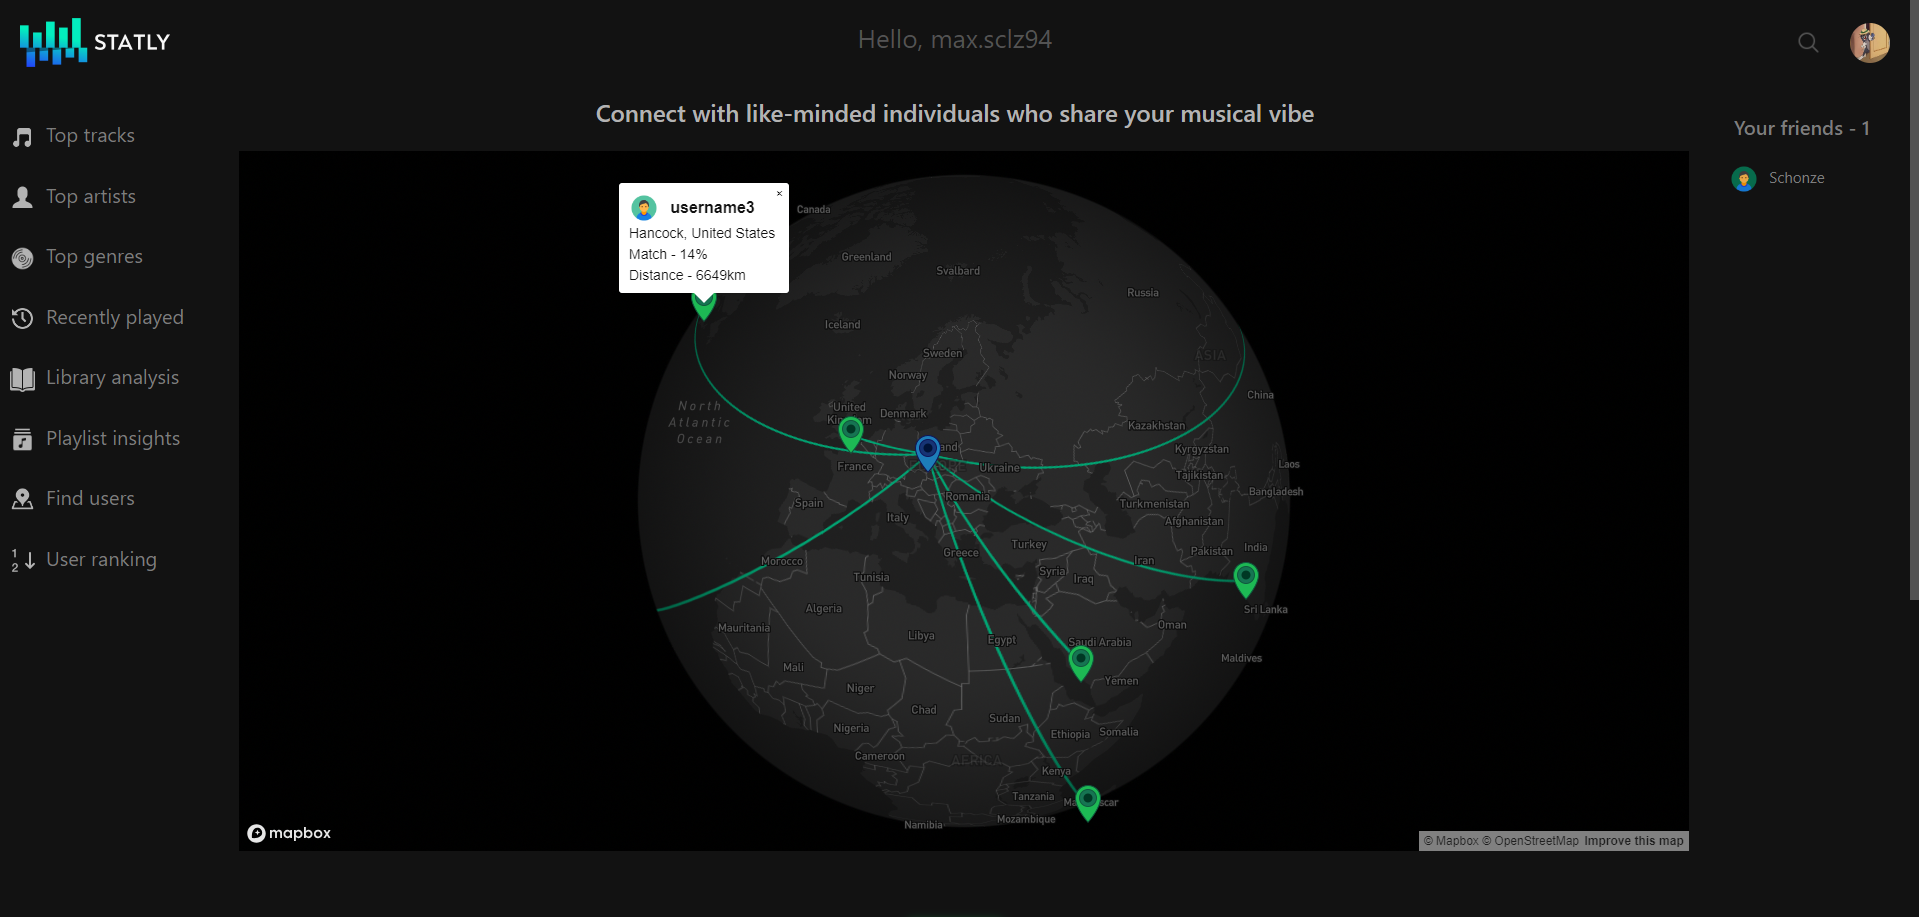 STATLY
Hello, max.sclz94
Connect with like-minded individuals who share your musical vibe
Top tracks
Top artists
Top genres
Recently played
Library analysis
Playlist insights
Find users
1
2
User ranking
Your friends - 1
Schonze
×
username3
Hancock, United States
Match - 14%
Distance - 6649km
Canada
Greenland
Svalbard
Russia
Iceland
Sweden
ASIA
Norway
China
North
Atlantic
Ocean
United
Denmark
Kazakhstan
Kyrgyzstan
Laos
France
Ukraine
Tajikistan
Bangladesh
Romania
Spain
Turkmenistan
Italy
Afghanistan
Turkey
Greece
Pakistan
India
Morocco
Iran
Syria
Iraq
Tunisia
Algeria
Sri Lanka
Mauritania
Libya
Egypt
Saudi Arabia
Oman
Maldives
Mali
Yemen
Niger
Chad
Sudan
Nigeria
Ethiopia
Somalia
Cameroon
AFRICA
Kenya
Tanzania
Mozambique
Namibia
mapbox
© Mapbox © OpenStreetMap Improve this map